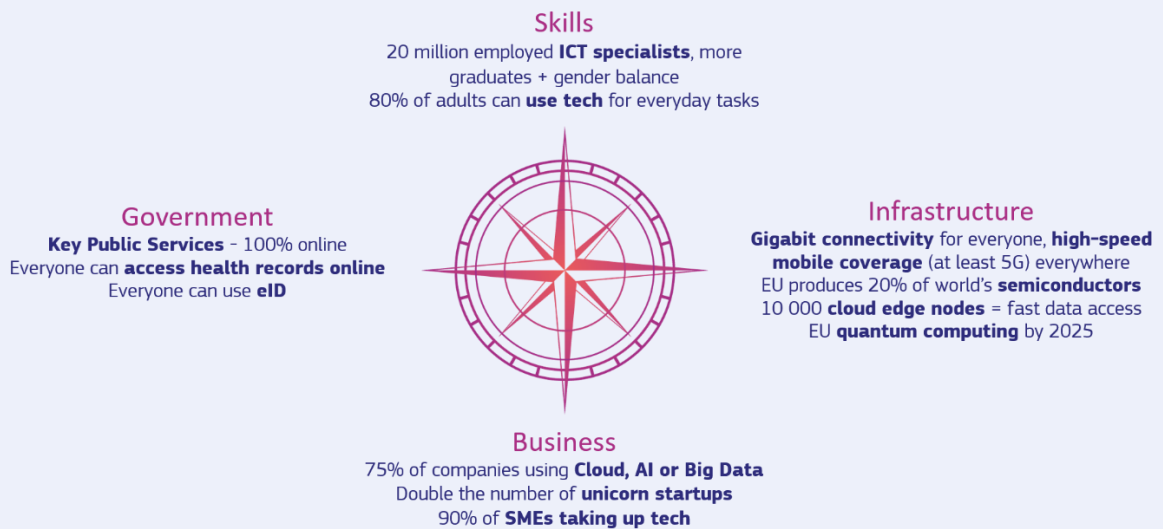 Skills
20 million employed ICT specialists, more
graduates + gender balance
80% of adults can use tech for everyday tasks
Government
Key Public Services - 100% online
Everyone can access health records online
Everyone can use eID
Infrastructure
Gigabit connectivity for everyone, high-speed
mobile coverage (at least 5G) everywhere
EU produces 20% of world's semiconductors
10 000 cloud edge nodes = fast data access
EU quantum computing by 2025
Business
75% of companies using Cloud, AI or Big Data
Double the number of unicorn startups
90% of SMEs taking up tech